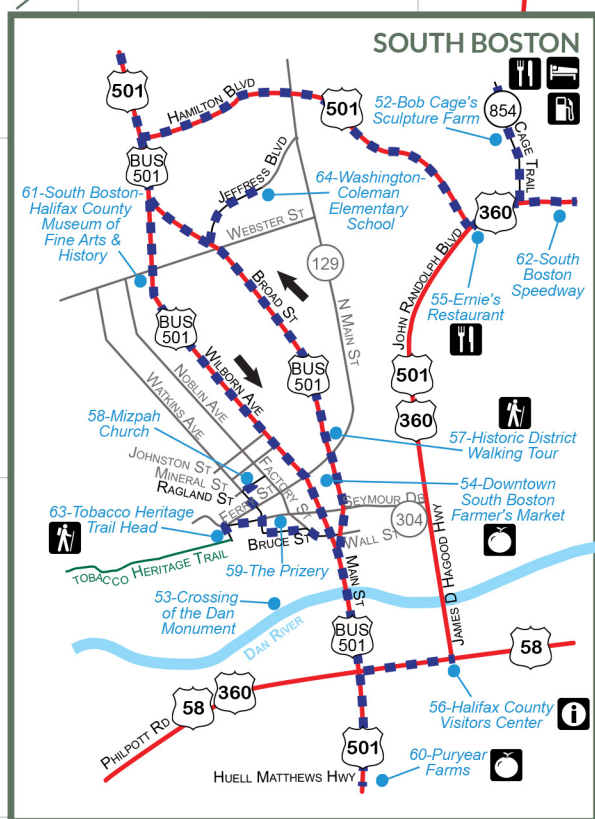 SOUTH BOSTON
501
HAMILTON BLVD
501
52-Bob Cage's
Sculpture Farm
854
CAGE TRAIL
BUS
501
JEFFRESS BLVD
64-Washington-
Coleman
Elementary
School
61-South Boston-
Halifax County
Museum of
Fine Arts &
History
WEBSTER ST
360
62-South
Boston
Speedway
129
BROAD ST
N MAIN ST
JOHN RANDOLPH BLVD
55-Ernie's
Restaurant
BUS
501
WILBORN AVE
NOBLIN AVE
WATKINS AVE
BUS
501
501
360
58-Mizpah
Church
57-Historic District
Walking Tour
JOHNSTON ST
MINERAL ST
RAGLAND ST
FERRY ST
FACTORY ST
54-Downtown
South Boston
Farmer's Market
SEYMOUR DR
304
63-Tobacco Heritage
Trail Head
BRUCE ST
WALL ST
TOBACCO HERITAGE TRAIL
59-The Prizery
MAIN ST
JAMES D HAGOOD HWY
53-Crossing
of the Dan
Monument
DAN RIVER
BUS
501
58
360
58
PHILPOTT RD
56-Halifax County
Visitors Center
501
HUELL MATTHEWS HWY
60-Puryear
Farms